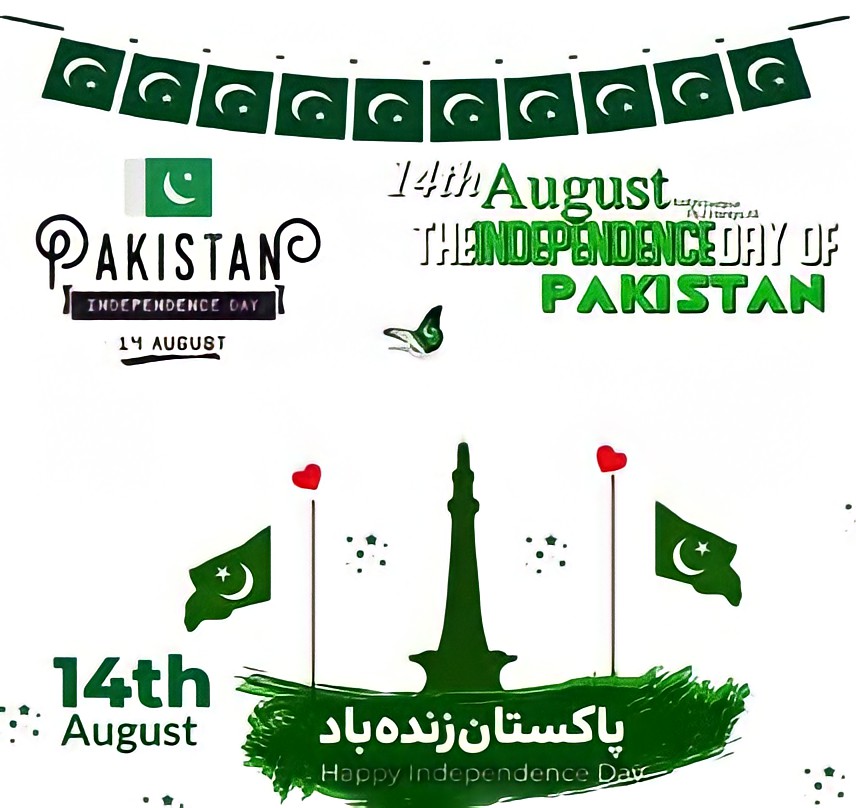 PAKISTAN
INDEPENDENCE DAY
14 AUGUST
14th August
THE INDEPENDENCE DAY OF
PAKISTAN
14th
August
پاکستان زندہ باد
Happy Independence Day